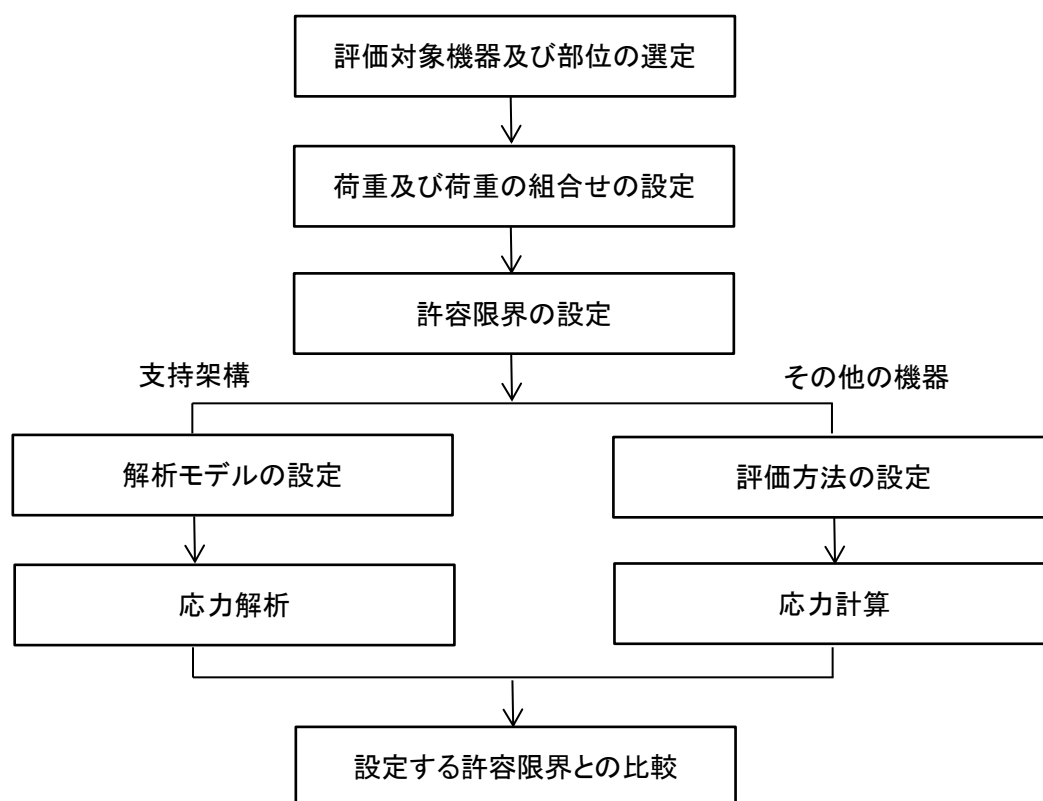 評価対象機器及び部位の選定
荷重及び荷重の組合せの設定
許容限界の設定
支持架構
その他の機器
解析モデルの設定
評価方法の設定
応力解析
応力計算
設定する許容限界との比較